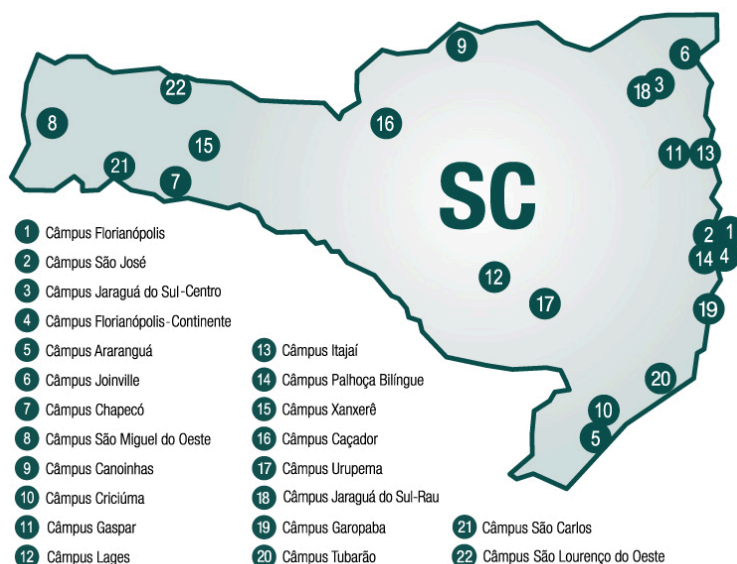 9
6
22
18
3
8
16
15
11
13
21
7
SC
2
1
14
4
12
17
19
20
10
5
1 Câmpus Florianópolis
2 Câmpus São José
3 Câmpus Jaraguá do Sul-Centro
4 Câmpus Florianópolis-Continente
5 Câmpus Araranguá
6 Câmpus Joinville
7 Câmpus Chapecó
8 Câmpus São Miguel do Oeste
9 Câmpus Canoinhas
10 Câmpus Criciúma
11 Câmpus Gaspar
12 Câmpus Lages
13 Câmpus Itajaí
14 Câmpus Palhoça Bilíngue
15 Câmpus Xanxerê
16 Câmpus Caçador
17 Câmpus Urupema
18 Câmpus Jaraguá do Sul-Rau
19 Câmpus Garopaba
20 Câmpus Tubarão
21 Câmpus São Carlos
22 Câmpus São Lourenço do Oeste